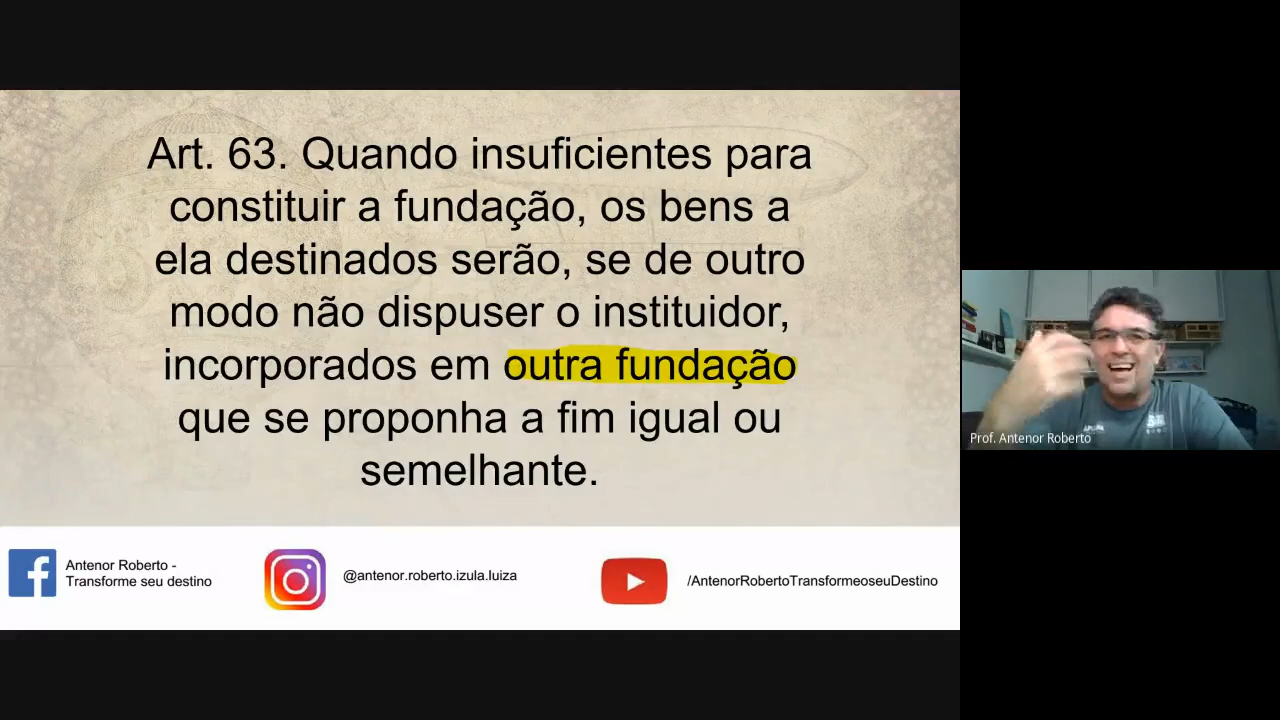 Art. 63. Quando insuficientes para
constituir a fundação, os bens a
ela destinados serão, se de outro
modo não dispuser o instituidor,
incorporados em outra fundação
que se proponha a fim igual ou
semelhante.
Antenor Roberto -
Transforme seu destino
@antenor.roberto.izula.luiza
/AntenorRobertoTransformeoseuDestino
Prof. Antenor Roberto